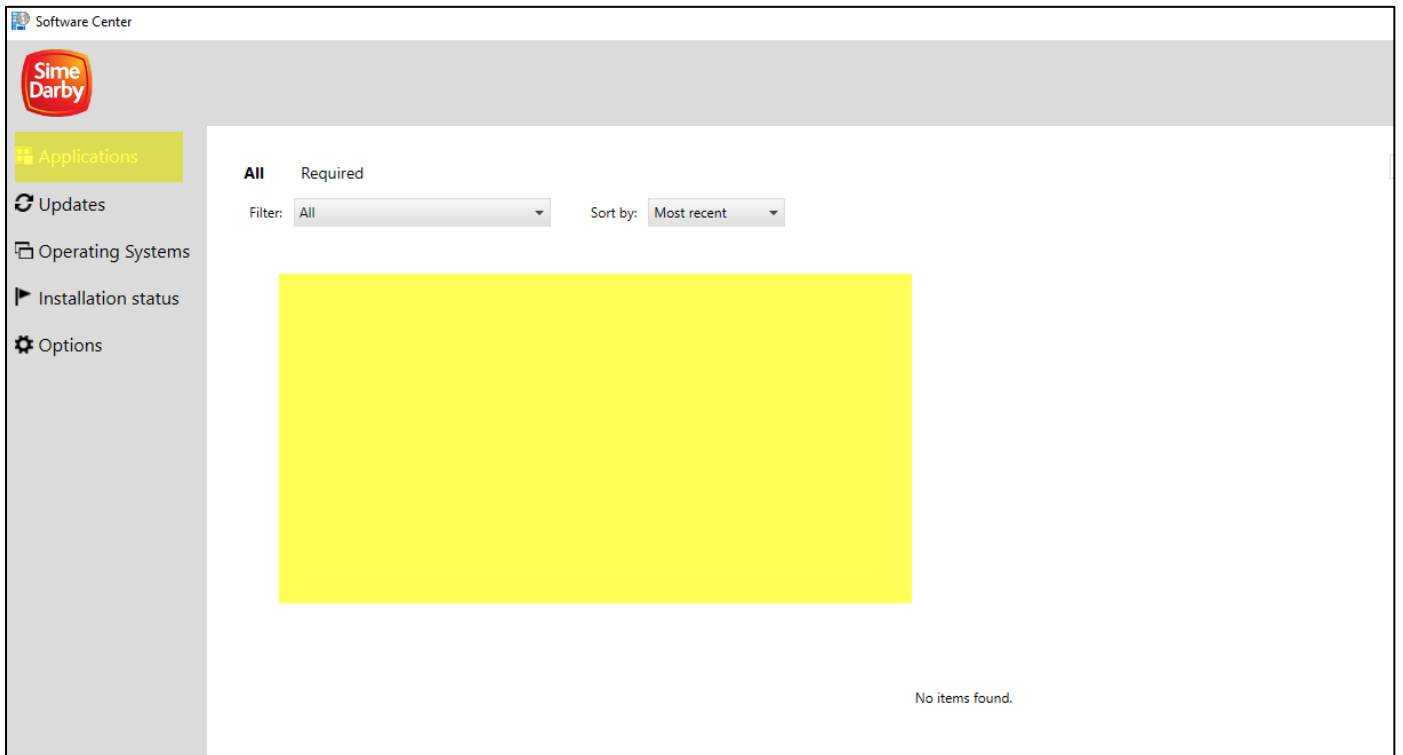 Software Center
Sime
Darby
Applications
Updates
Operating Systems
Installation status
Options
All Required
Filter: All Sort by: Most recent
No items found.